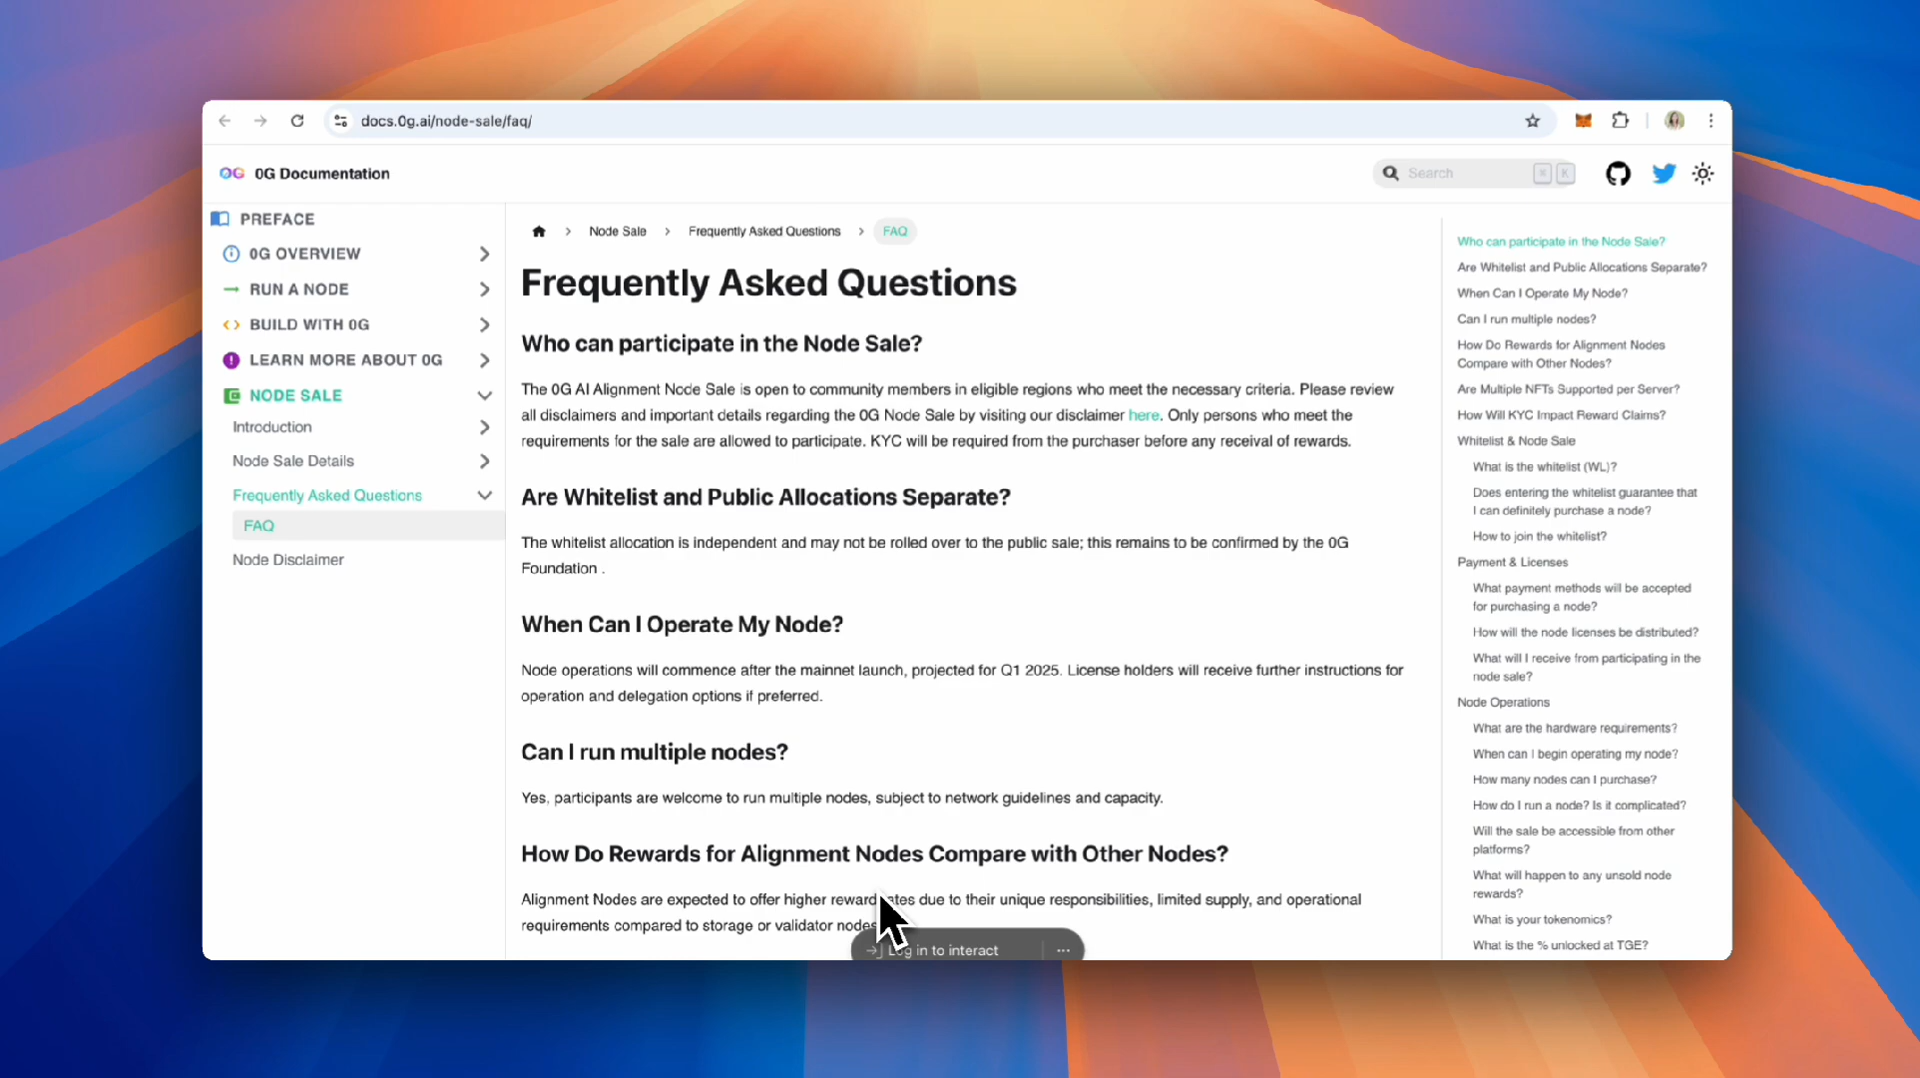 docs.0g.ai/node-sale/faq/
0G 0G Documentation
Search
K
PREFACE
0G OVERVIEW
RUN A NODE
BUILD WITH 0G
LEARN MORE ABOUT 0G
NODE SALE
Introduction
Node Sale Details
Frequently Asked Questions
FAQ
Node Disclaimer
Node Sale
Frequently Asked Questions
FAQ
Frequently Asked Questions
Who can participate in the Node Sale?
The 0G AI Alignment Node Sale is open to community members in eligible regions who meet the necessary criteria. Please review
all disclaimers and important details regarding the 0G Node Sale by visiting our disclaimer here. Only persons who meet the
requirements for the sale are allowed to participate. KYC will be required from the purchaser before any receival of rewards.
Are Whitelist and Public Allocations Separate?
The whitelist allocation is independent and may not be rolled over to the public sale; this remains to be confirmed by the 0G
Foundation .
When Can I Operate My Node?
Node operations will commence after the mainnet launch, projected for Q1 2025. License holders will receive further instructions for
operation and delegation options if preferred.
Can I run multiple nodes?
Yes, participants are welcome to run multiple nodes, subject to network guidelines and capacity.
How Do Rewards for Alignment Nodes Compare with Other Nodes?
Alignment Nodes are expected to offer higher reward ates due to their unique responsibilities, limited supply, and operational
requirements compared to storage or validator nodes
Log in to interact
Who can participate in the Node Sale?
Are Whitelist and Public Allocations Separate?
When Can I Operate My Node?
Can I run multiple nodes?
How Do Rewards for Alignment Nodes
Compare with Other Nodes?
Are Multiple NFTs Supported per Server?
How Will KYC Impact Reward Claims?
Whitelist & Node Sale
What is the whitelist (WL)?
Does entering the whitelist guarantee that
I can definitely purchase a node?
How to join the whitelist?
Payment & Licenses
What payment methods will be accepted
for purchasing a node?
How will the node licenses be distributed?
What will I receive from participating in the
node sale?
Node Operations
What are the hardware requirements?
When can I begin operating my node?
How many nodes can I purchase?
How do I run a node? Is it complicated?
Will the sale be accessible from other
platforms?
What will happen to any unsold node
rewards?
What is your tokenomics?
What is the % unlocked at TGE?